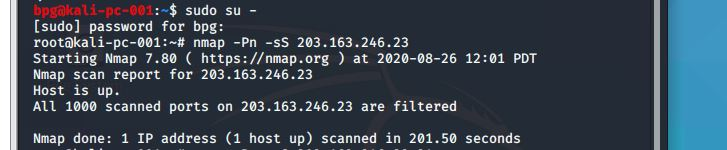 bpg@kali-pc-001:~$ sudo su -
[sudo] password for bpg:
root@kali-pc-001:~# nmap -Pn -sS 203.163.246.23
Starting Nmap 7.80 ( https://nmap.org ) at 2020-08-26 12:01 PDT
Nmap scan report for 203.163.246.23
Host is up.
All 1000 scanned ports on 203.163.246.23 are filtered
Nmap done: 1 IP address (1 host up) scanned in 201.50 seconds